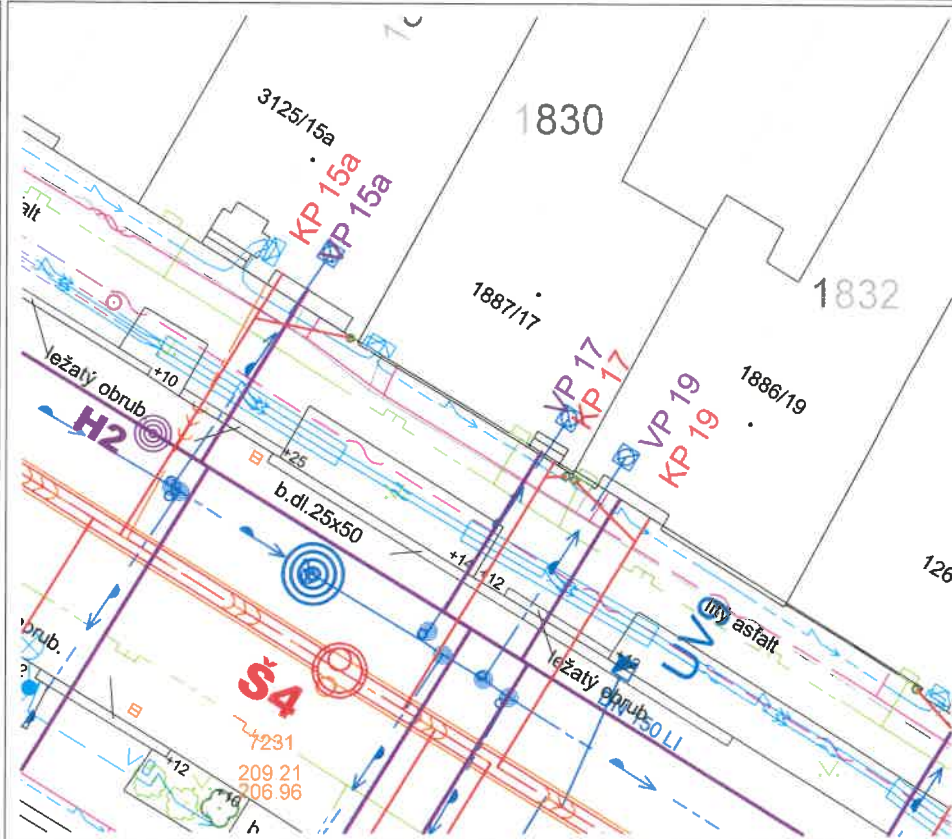 3125/15a
1830
KP 15a
VP 15a
alt
1887/17
1832
VP 17
KP 17
1886/19
VP 19
KP 19
ležatý obrub
+10
H2
B
+25
b.dl.25x50
+14
+12
126
litý asfalt
UV9
ležatý obrub
DN 150 LI
obrub.
Š4
7231
209 21
206.96
B
+12
b